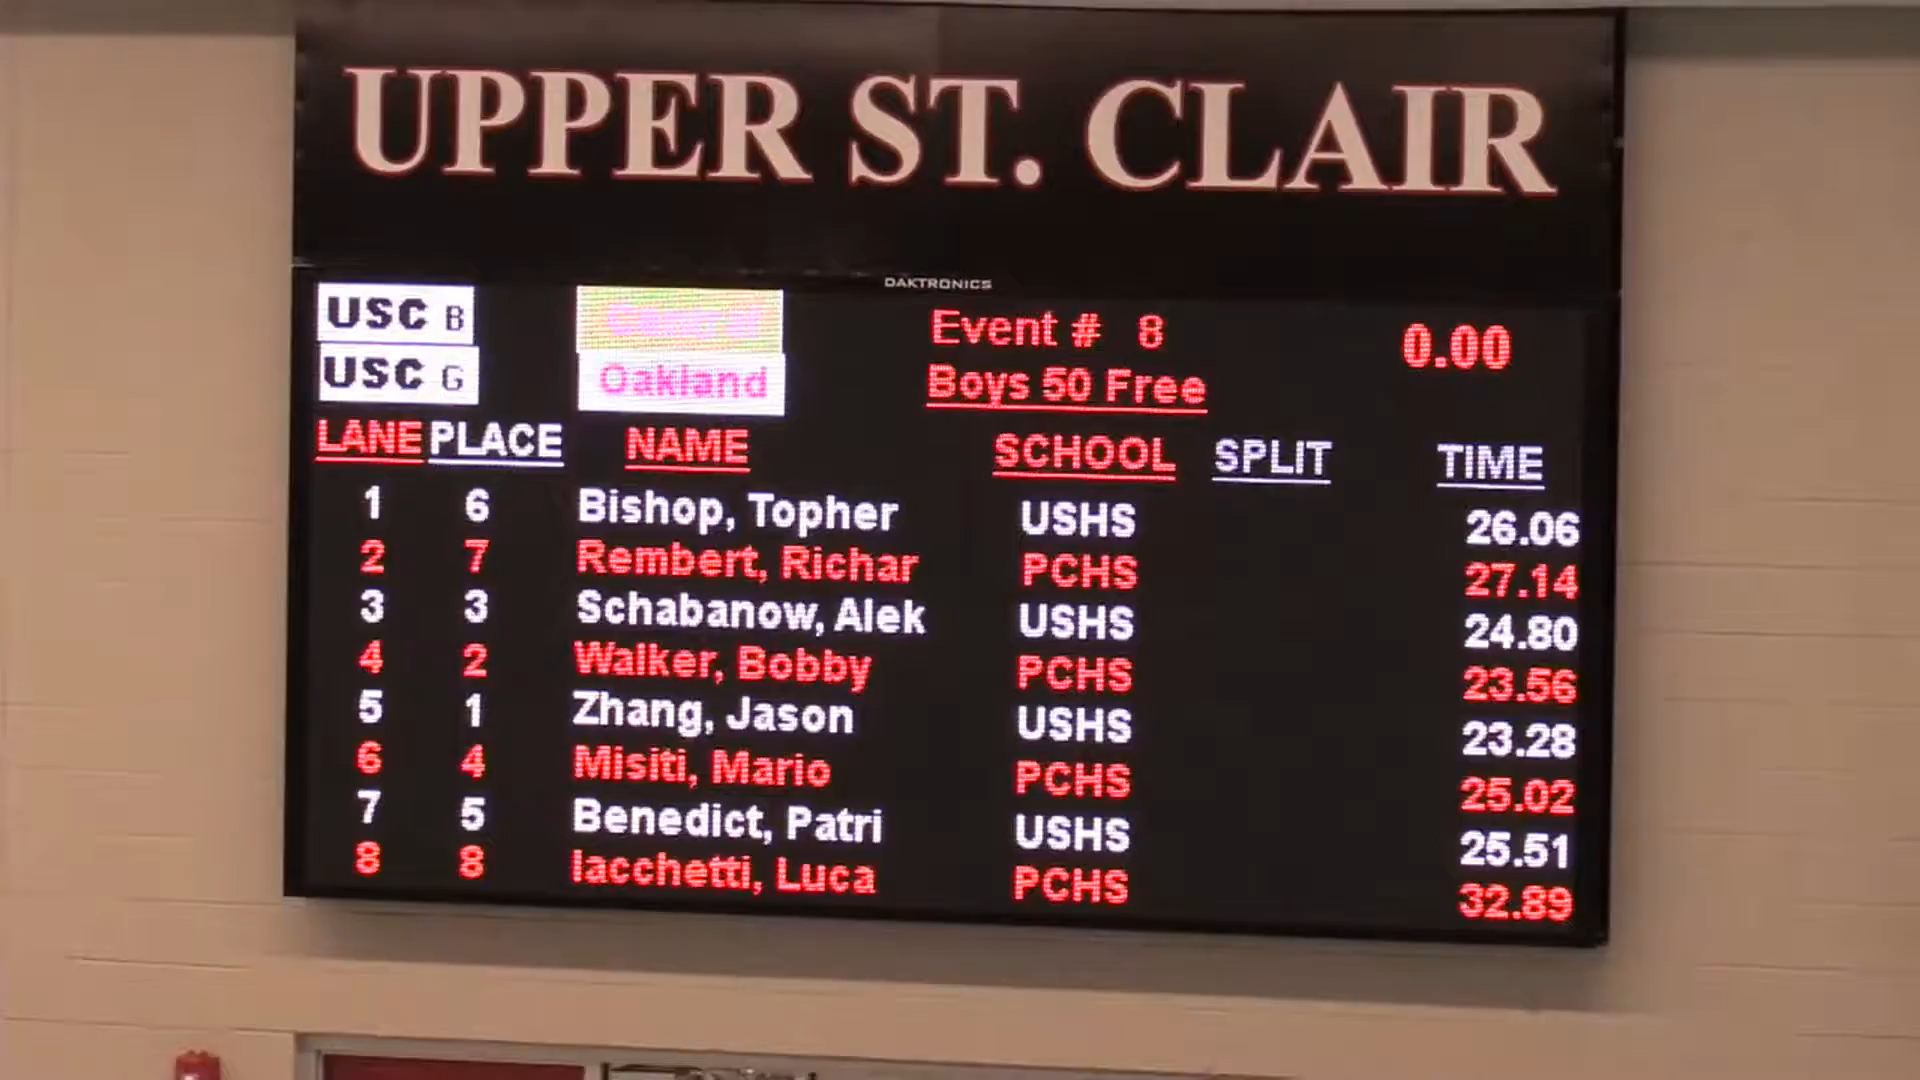 UPPER ST. CLAIR
DAKTRONICS
USC B
USC G
Oakland
Event # 8
Boys 50 Free
0.00
LANE PLACE NAME SCHOOL SPLIT TIME
1 6 Bishop, Topher USHS 26.06
2 7 Rembert, Richar PCHS 27.14
3 3 Schabanow, Alek USHS 24.80
4 2 Walker, Bobby PCHS 23.56
5 1 Zhang, Jason USHS 23.28
6 4 Misiti, Mario PCHS 25.02
7 5 Benedict, Patri USHS 25.51
8 8 Iacchetti, Luca PCHS 32.89